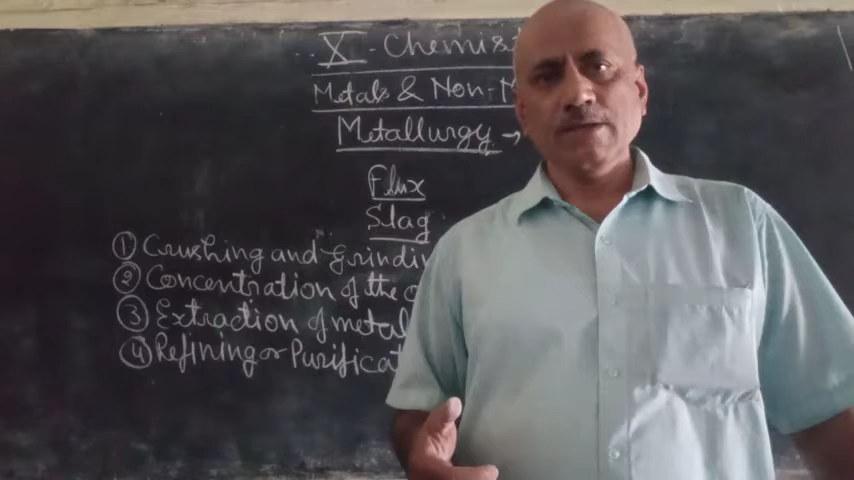 X - Chemis
Metals & Non-M
Metallurgy →
Flux
Slag
① Crushing and Grindin
② Concentration of the o
③ Extraction of metal
④ Refining or Purificat